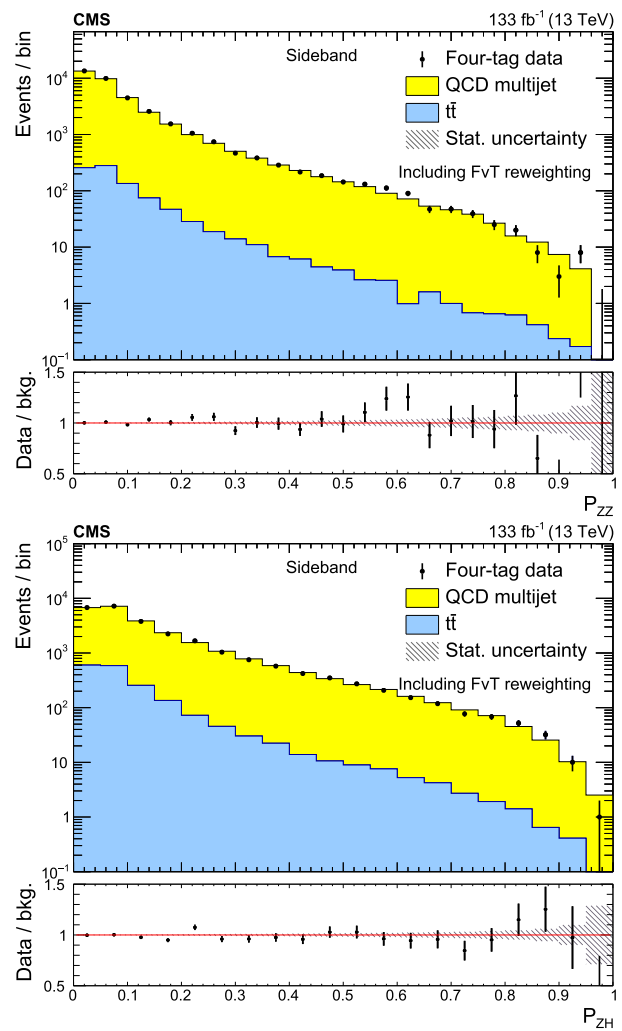 CMS 133 fb⁻¹ (13 TeV)
Sideband
Four-tag data
QCD multijet
tt̄
Stat. uncertainty
Including FvT reweighting
Events / bin
10⁴
10³
10²
10
1
10⁻¹
Data / bkg.
1.5
1
0.5
0 0.1 0.2 0.3 0.4 0.5 0.6 0.7 0.8 0.9 1
P_ZZ
CMS 133 fb⁻¹ (13 TeV)
Sideband
Four-tag data
QCD multijet
tt̄
Stat. uncertainty
Including FvT reweighting
Events / bin
10⁵
10⁴
10³
10²
10
1
10⁻¹
Data / bkg.
1.5
1
0.5
0 0.1 0.2 0.3 0.4 0.5 0.6 0.7 0.8 0.9 1
P_ZH